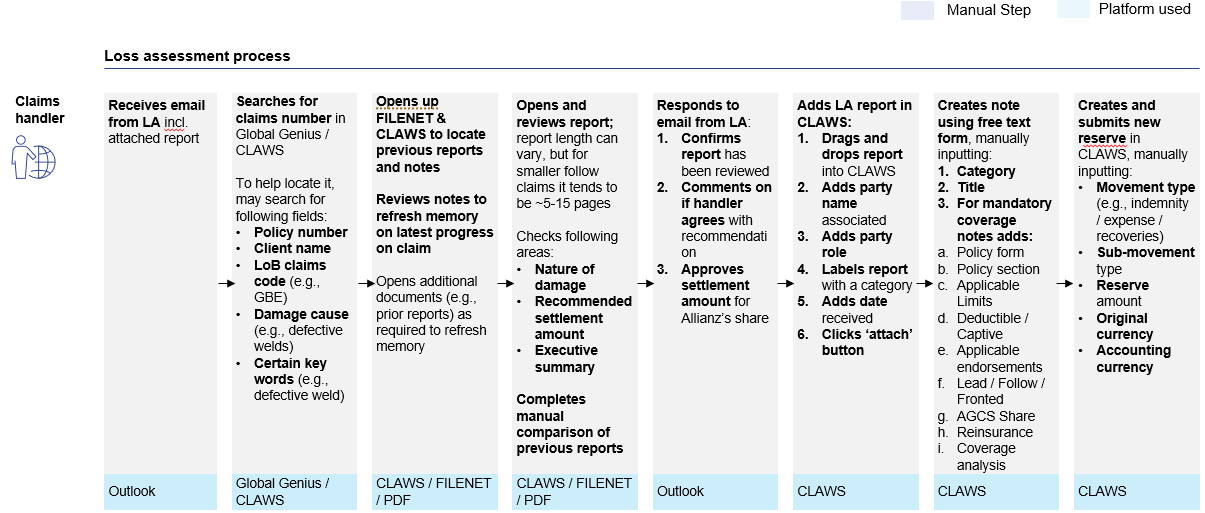 Manual Step
Platform used
Loss assessment process
Claims
handler
Receives email
from LA incl.
attached report
Outlook
Searches for
claims number in
Global Genius /
CLAWS
To help locate it,
may search for
following fields:
• Policy number
• Client name
• LoB claims
code (e.g.,
GBE)
• Damage cause
(e.g., defective
welds)
• Certain key
words (e.g.,
defective weld)
Global Genius /
CLAWS
Opens up
FILENET &
CLAWS to locate
previous reports
and notes
Reviews notes to
refresh memory
on latest progress
on claim
Opens additional
documents (e.g.,
prior reports) as
required to refresh
memory
CLAWS / FILENET
/ PDF
Opens and
reviews report;
report length can
vary, but for
smaller follow
claims it tends to
be ~5-15 pages
Checks following
areas:
• Nature of
damage
• Recommended
settlement
amount
• Executive
summary
Completes
manual
comparison of
previous reports
CLAWS / FILENET
/ PDF
Responds to
email from LA:
1. Confirms
report has
been reviewed
2. Comments on
if handler
agrees with
recommendati
on
3. Approves
settlement
amount for
Allianz's share
Outlook
Adds LA report in
CLAWS:
1. Drags and
drops report
into CLAWS
2. Adds party
name
associated
3. Adds party
role
4. Labels report
with a category
5. Adds date
received
6. Clicks ‘attach’
button
CLAWS
Creates note
using free text
form, manually
inputting:
1. Category
2. Title
3. For mandatory
coverage
notes adds:
a. Policy form
b. Policy section
c. Applicable
Limits
d. Deductible /
Captive
e. Applicable
endorsements
f. Lead / Follow /
Fronted
g. AGCS Share
h. Reinsurance
i. Coverage
analysis
CLAWS
Creates and
submits new
reserve in
CLAWS, manually
inputting:
• Movement type
(e.g., indemnity
/ expense /
recoveries)
• Sub-movement
type
• Reserve
amount
• Original
currency
• Accounting
currency
CLAWS